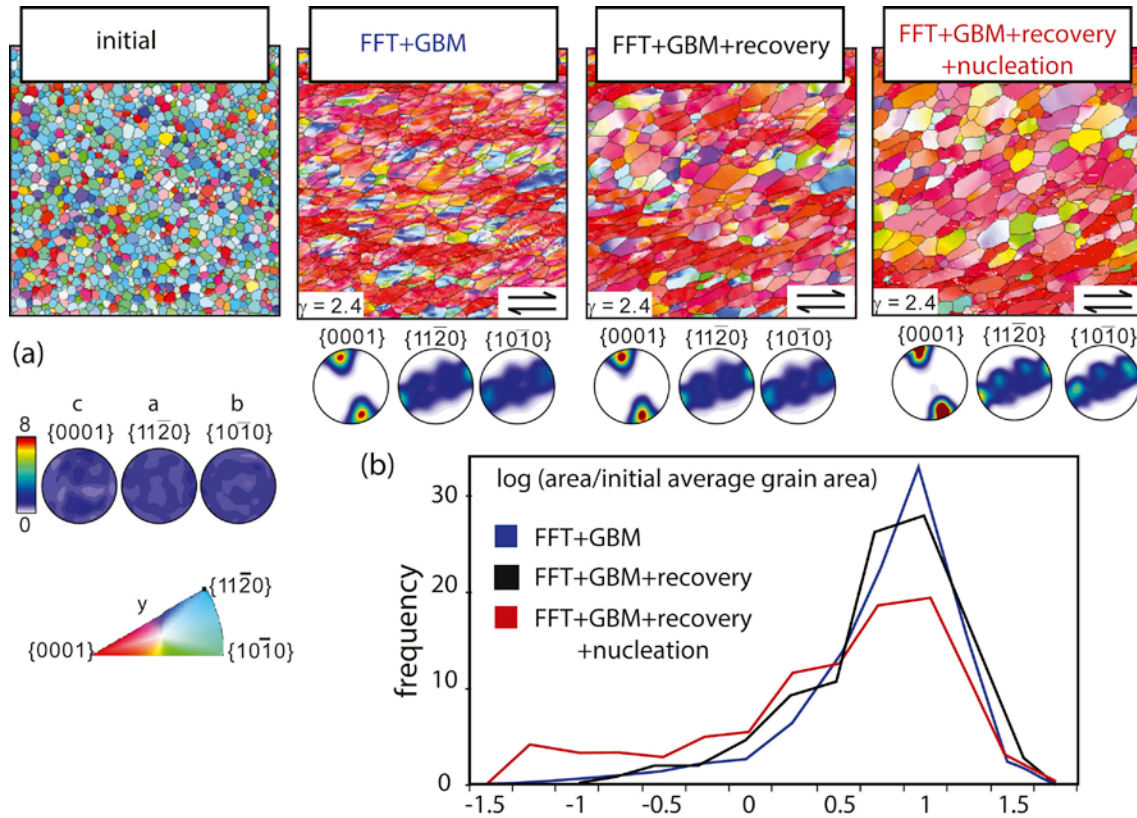 initial
FFT+GBM
FFT+GBM+recovery
FFT+GBM+recovery
+nucleation
γ = 2.4
γ = 2.4
γ = 2.4
{0001} {112̅0} {101̅0}
{0001} {112̅0} {101̅0}
{0001} {112̅0} {101̅0}
(a)
c a b
{0001} {112̅0} {101̅0}
8
0
y
{112̅0}
{0001}
{101̅0}
(b)
log (area/initial average grain area)
FFT+GBM
FFT+GBM+recovery
FFT+GBM+recovery
+nucleation
frequency
30
20
10
0
-1.5 -1 -0.5 0 0.5 1 1.5